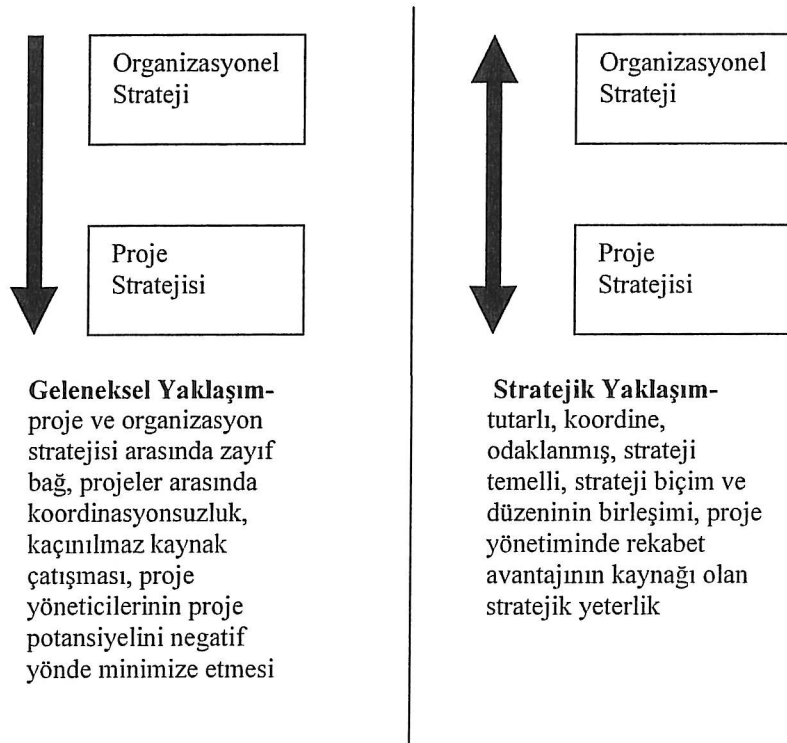 Organizasyonel
Strateji
Proje
Stratejisi
Geleneksel Yaklaşım-
proje ve organizasyon
stratejisi arasında zayıf
bağ, projeler arasında
koordinasyonsuzluk,
kaçınılmaz kaynak
çatışması, proje
yöneticilerinin proje
potansiyelini negatif
yönde minimize etmesi
Organizasyonel
Strateji
Proje
Stratejisi
Stratejik Yaklaşım-
tutarlı, koordine,
odaklanmış, strateji
temelli, strateji biçim ve
düzeninin birleşimi, proje
yönetiminde rekabet
avantajının kaynağı olan
stratejik yeterlik